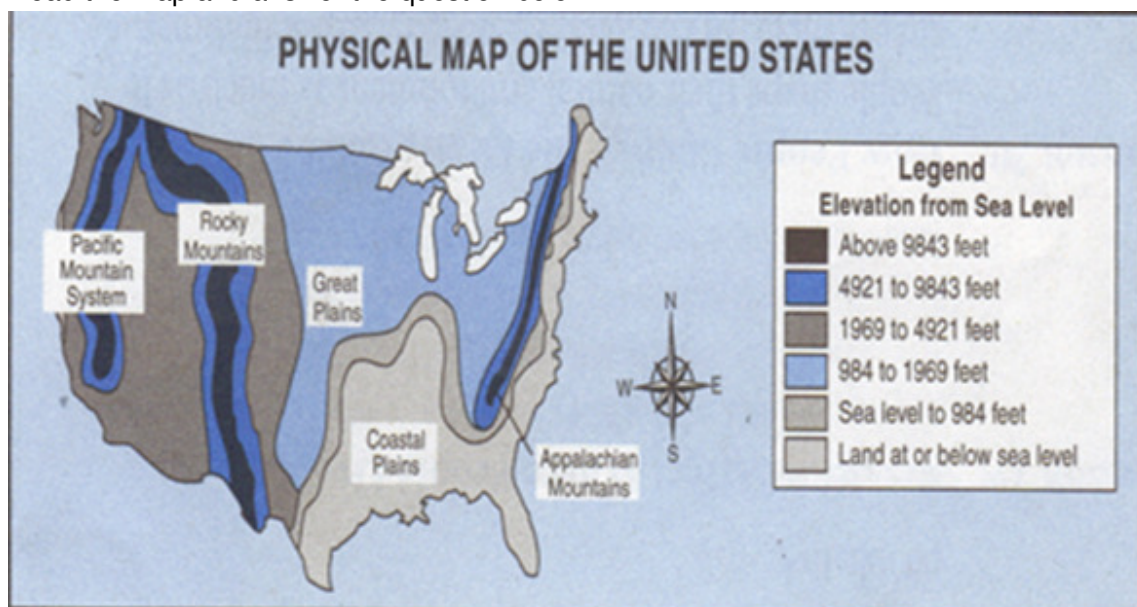 PHYSICAL MAP OF THE UNITED STATES
Pacific
Mountain
System
Rocky
Mountains
Great
Plains
Coastal
Plains
Appalachian
Mountains
N
W
E
S
Legend
Elevation from Sea Level
Above 9843 feet
4921 to 9843 feet
1969 to 4921 feet
984 to 1969 feet
Sea level to 984 feet
Land at or below sea level